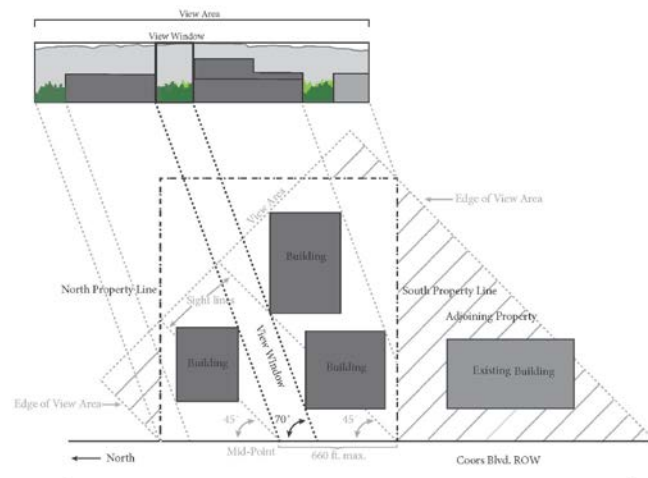 View Area
View Window
View Area
Edge of View Area
Building
North Property Line
South Property Line
Sight lines
Adjoining Property
View Window
Building
Building
Existing Building
Edge of View Area
45°
70°
45°
Mid-Point
660 ft. max.
North
Coors Blvd. ROW